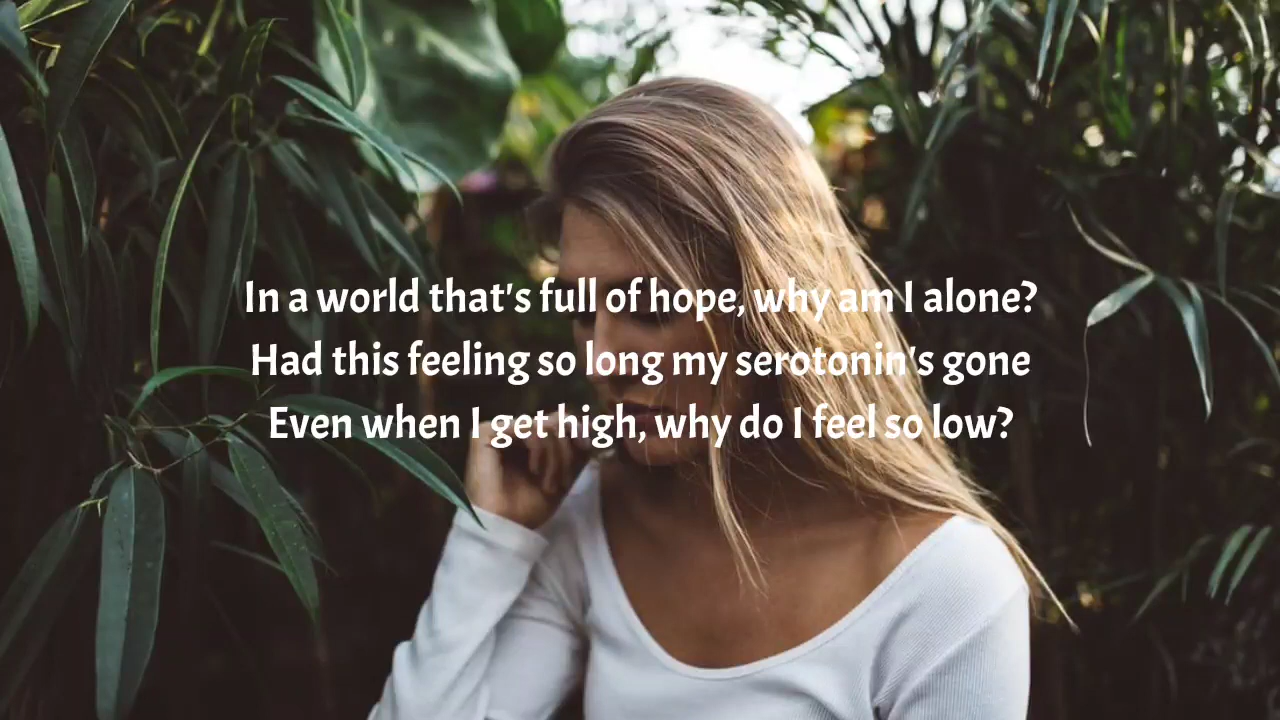 In a world that's full of hope, why am I alone?
Had this feeling so long my serotonin's gone
Even when I get high, why do I feel so low?